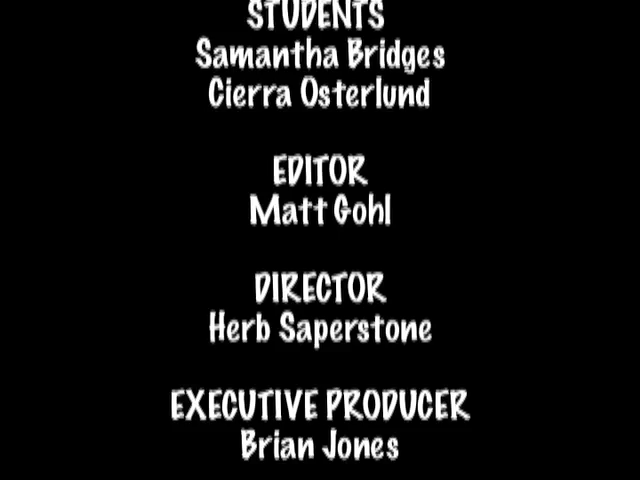 STUDENTS
Samantha Bridges
Cierra Osterlund
EDITOR
Matt Gohl
DIRECTOR
Herb Saperstone
EXECUTIVE PRODUCER
Brian Jones